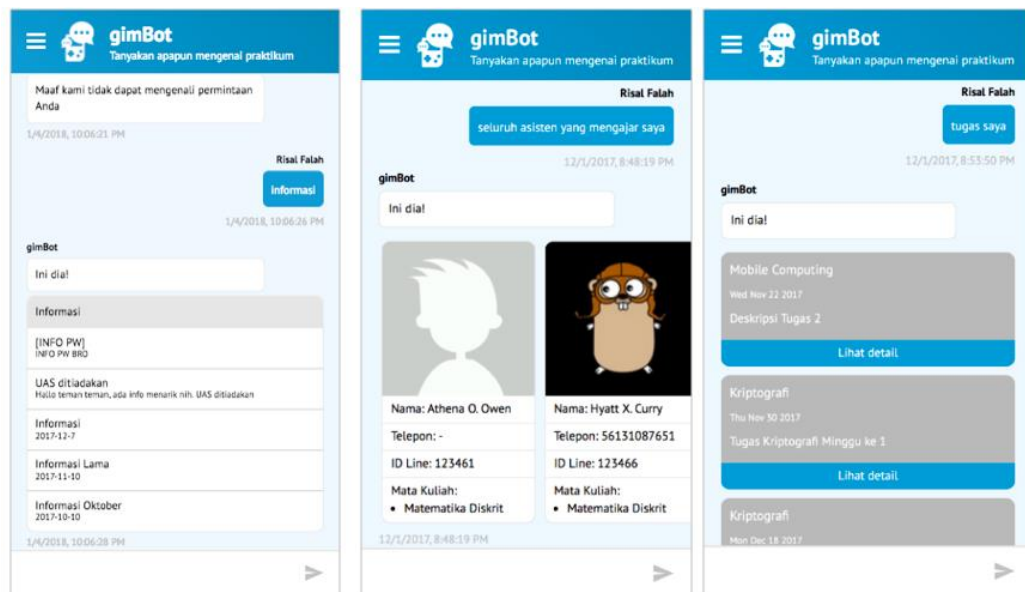 gimBot
Tanyakan apapun mengenai praktikum
Maaf kami tidak dapat mengenali permintaan
Anda
1/4/2018, 10:06:21 PM
Risal Falah
informasi
1/4/2018, 10:06:26 PM
gimBot
Ini dia!
Informasi
[INFO PW]
INFO PW BRO
UAS ditiadakan
Hallo teman teman, ada info menarik nih. UAS ditiadakan
Informasi
2017-12-7
Informasi Lama
2017-11-10
Informasi Oktober
2017-10-10
1/4/2018, 10:06:28 PM
gimBot
Tanyakan apapun mengenai praktikum
Risal Falah
seluruh asisten yang mengajar saya
12/1/2017, 8:48:19 PM
gimBot
Ini dia!
Nama: Athena O. Owen
Telepon: -
ID Line: 123461
Mata Kuliah:
• Matematika Diskrit
Nama: Hyatt X. Curry
Telepon: 56131087651
ID Line: 123466
Mata Kuliah:
• Matematika Diskrit
12/1/2017, 8:48:19 PM
gimBot
Tanyakan apapun mengenai praktikum
Risal Falah
tugas saya
12/1/2017, 8:53:50 PM
gimBot
Ini dia!
Mobile Computing
Wed Nov 22 2017
Deskripsi Tugas 2
Lihat detail
Kriptografi
Thu Nov 30 2017
Tugas Kriptografi Minggu ke 1
Lihat detail
Kriptografi
Mon Dec 18 2017